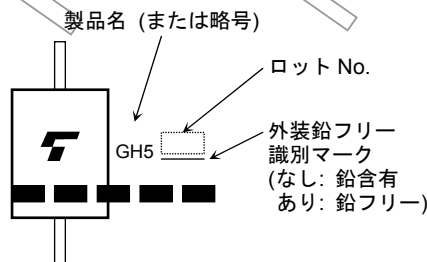 製品名 (または略号)
ロット No.
GH5
外装鉛フリー
識別マーク
(なし: 鉛含有
あり: 鉛フリー)